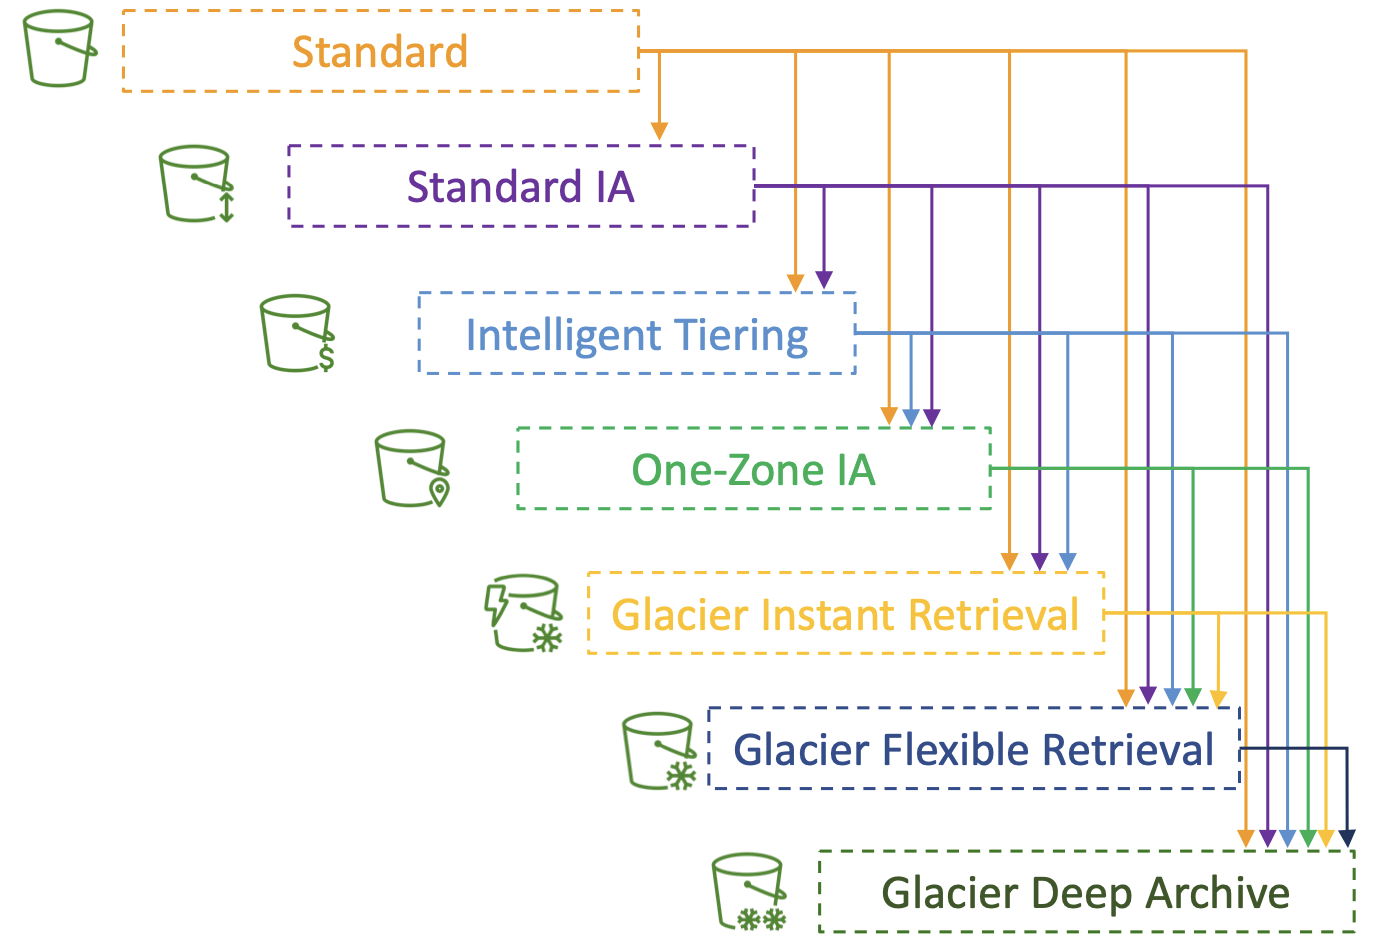 Standard
Standard IA
Intelligent Tiering
$
One-Zone IA
Glacier Instant Retrieval
Glacier Flexible Retrieval
Glacier Deep Archive